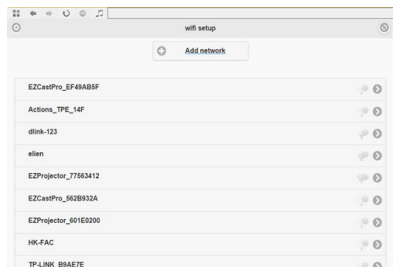 wifi setup
Add network
EZCastPro_EF49AB5F
Actions_TPE_14F
dlink-123
elien
EZProjector_77563412
EZCastPro_562B932A
EZProjector_601E0200
HK-FAC
TP-LINK_B9AE7E